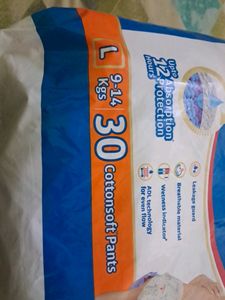 L
9-14
Kgs
30 Cottonsoft Pants
Upto
12 Hours
Absorption
Protection
Leakage guard
Breathable material
Wetness indicator*
ADL technology
for even flow